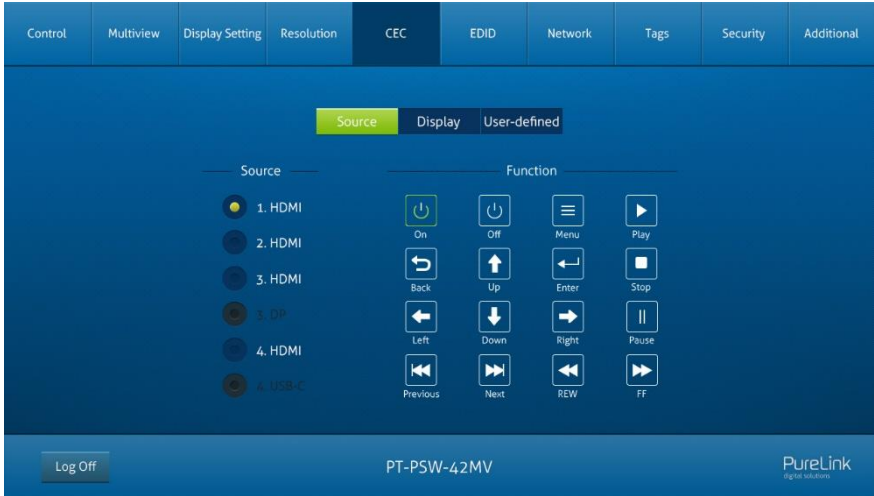 Control Multiview Display Setting Resolution CEC EDID Network Tags Security Additional
Source Display User-defined
Source Function
1. HDMI
2. HDMI
3. HDMI
3. DP
4. HDMI
4. USB-C
On Off Menu Play
Back Up Enter Stop
Left Down Right Pause
Previous Next REW FF
Log Off PT-PSW-42MV PureLink
digital solutions